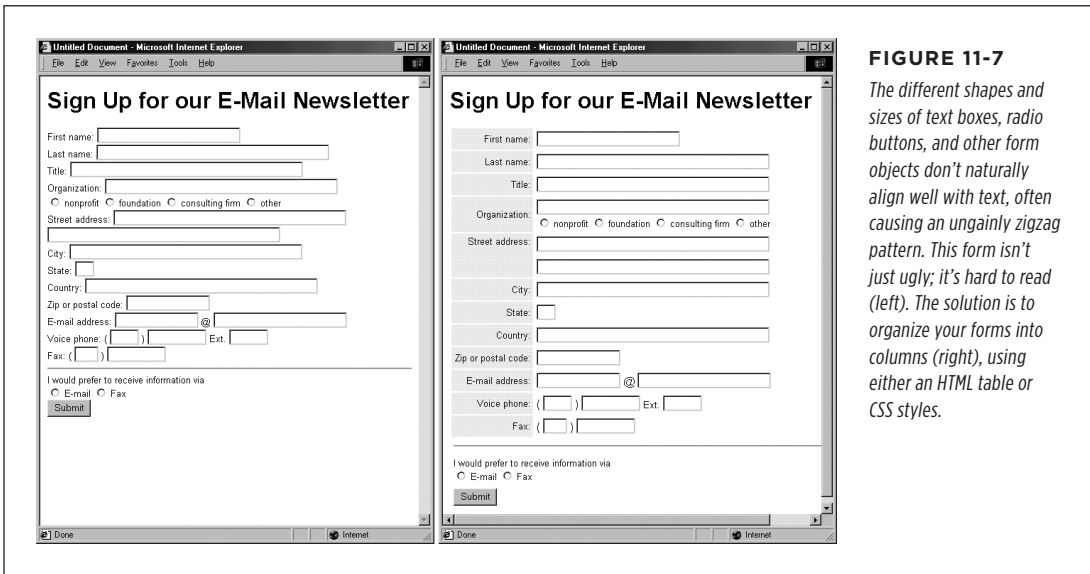 Untitled Document - Microsoft Internet Explorer
File Edit View Favorites Tools Help
Sign Up for our E-Mail Newsletter
First name:
Last name:
Title:
Organization:
nonprofit foundation consulting firm other
Street address:
City:
State:
Country:
Zip or postal code:
E-mail address: @
Voice phone: ( ) Ext.
Fax: ( )
I would prefer to receive information via
E-mail Fax
Submit
Done Internet
Untitled Document - Microsoft Internet Explorer
File Edit View Favorites Tools Help
Sign Up for our E-Mail Newsletter
First name:
Last name:
Title:
Organization:
nonprofit foundation consulting firm other
Street address:
City:
State:
Country:
Zip or postal code:
E-mail address: @
Voice phone: ( ) Ext.
Fax: ( )
I would prefer to receive information via
E-mail Fax
Submit
Done Internet
FIGURE 11-7
The different shapes and
sizes of text boxes, radio
buttons, and other form
objects don’t naturally
align well with text, often
causing an ungainly zigzag
pattern. This form isn’t
just ugly; it’s hard to read
(left). The solution is to
organize your forms into
columns (right), using
either an HTML table or
CSS styles.